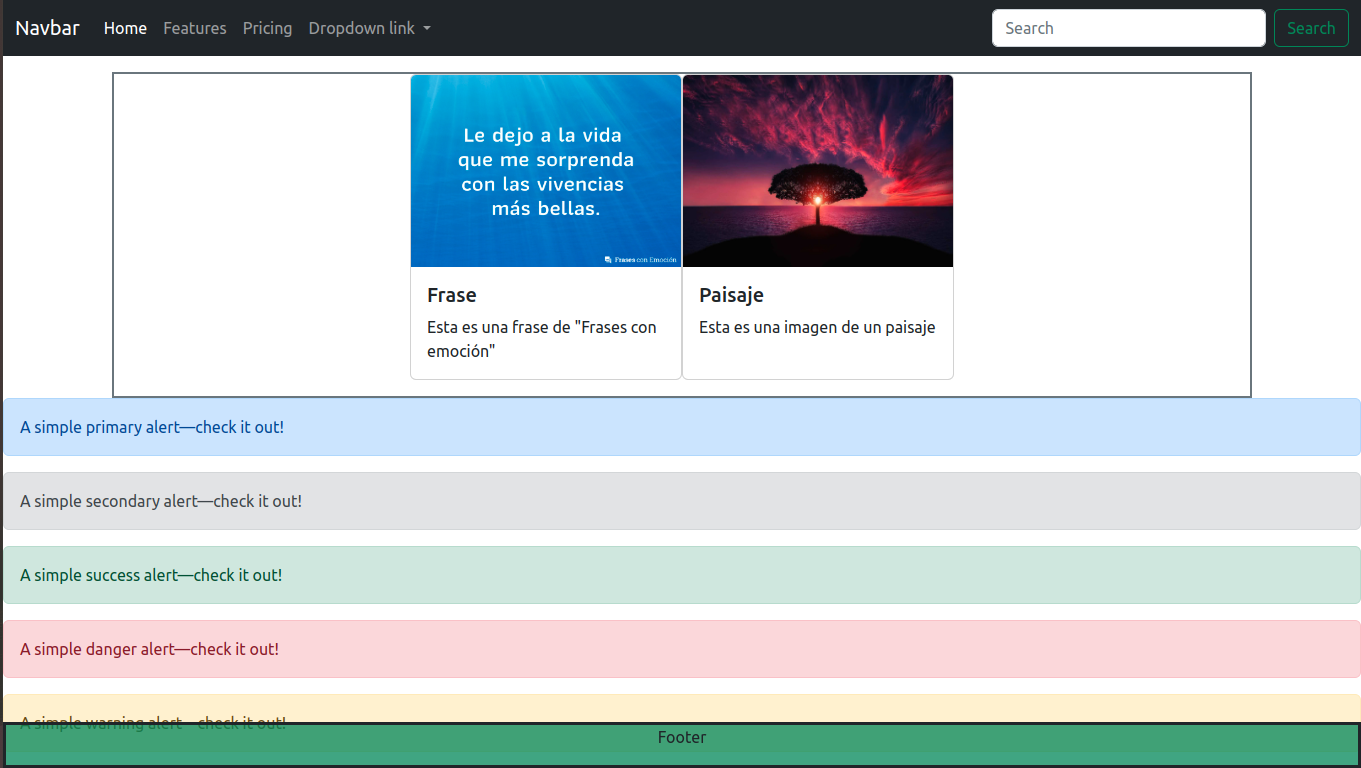 Navbar Home Features Pricing Dropdown link Search Search
Le dejo a la vida
que me sorprenda
con las vivencias
más bellas.
Frases con Emoción
Frase
Esta es una frase de "Frases con
emoción"
Paisaje
Esta es una imagen de un paisaje
A simple primary alert—check it out!
A simple secondary alert—check it out!
A simple success alert—check it out!
A simple danger alert—check it out!
A simple warning alert—check it out!
Footer